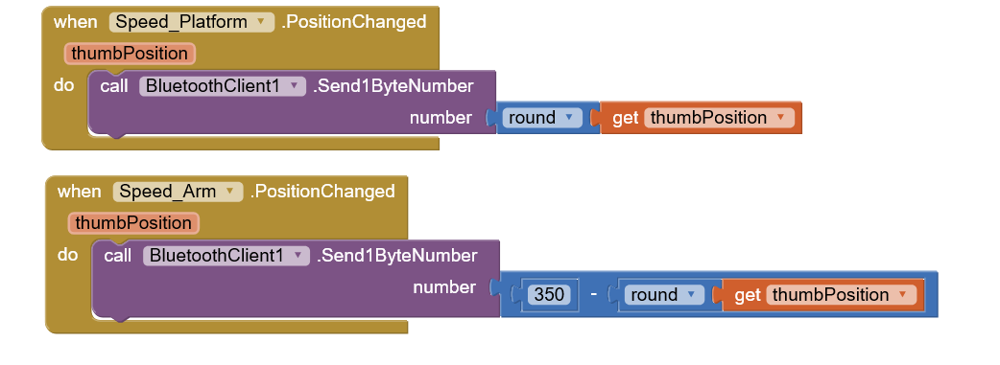 when Speed_Platform .PositionChanged
thumbPosition
do call BluetoothClient1 .Send1ByteNumber
number round get thumbPosition
when Speed_Arm .PositionChanged
thumbPosition
do call BluetoothClient1 .Send1ByteNumber
number 350 - round get thumbPosition